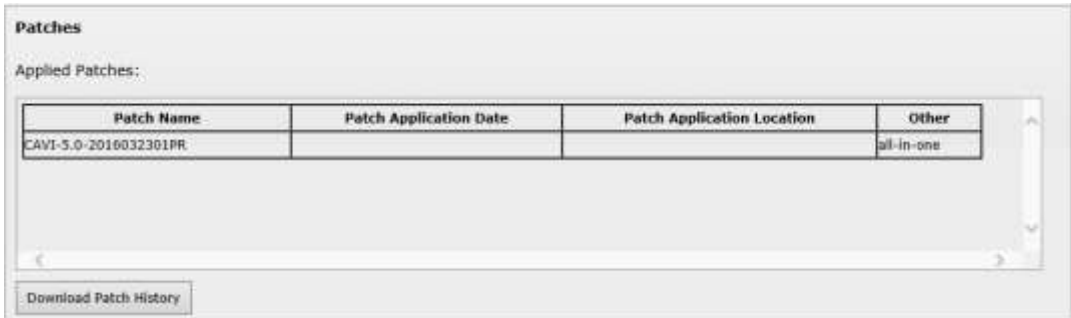 Patches
Applied Patches:
Patch Name Patch Application Date Patch Application Location Other
CAVI-5.0-2016032301PR all-in-one
Download Patch History